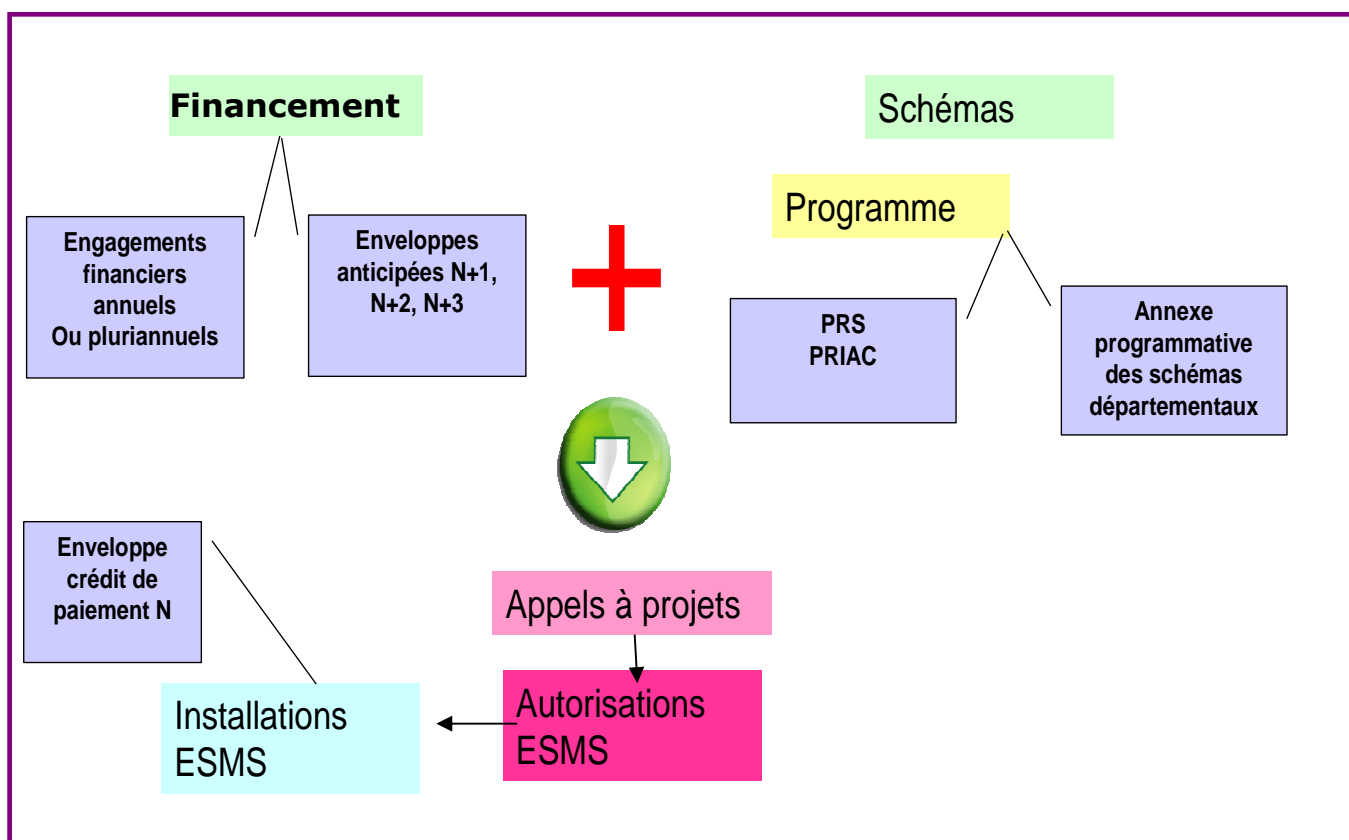 Financement
Schémas
Programme
Engagements
financiers
annuels
Ou pluriannuels
Enveloppes
anticipées N+1,
N+2, N+3
PRS
PRIAC
Annexe
programmative
des schémas
départementaux
Enveloppe
crédit de
paiement N
Appels à projets
Autorisations
ESMS
Installations
ESMS